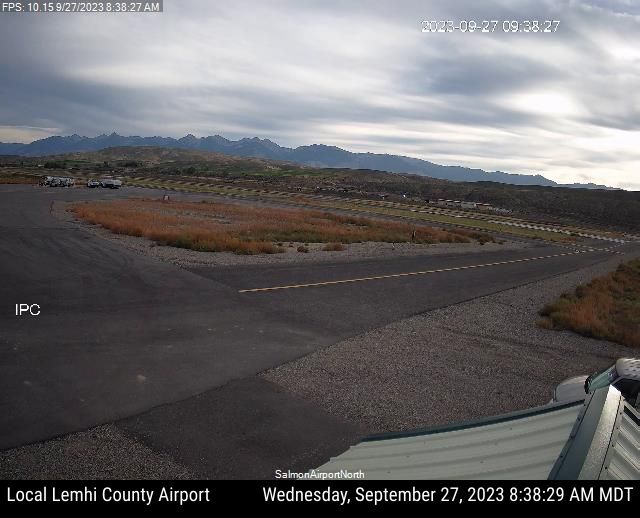 FPS: 10.15 9/27/2023 8:38:27 AM
2023-09-27 09:38:27
IPC
SalmonAirportNorth
Local Lemhi County Airport Wednesday, September 27, 2023 8:38:29 AM MDT